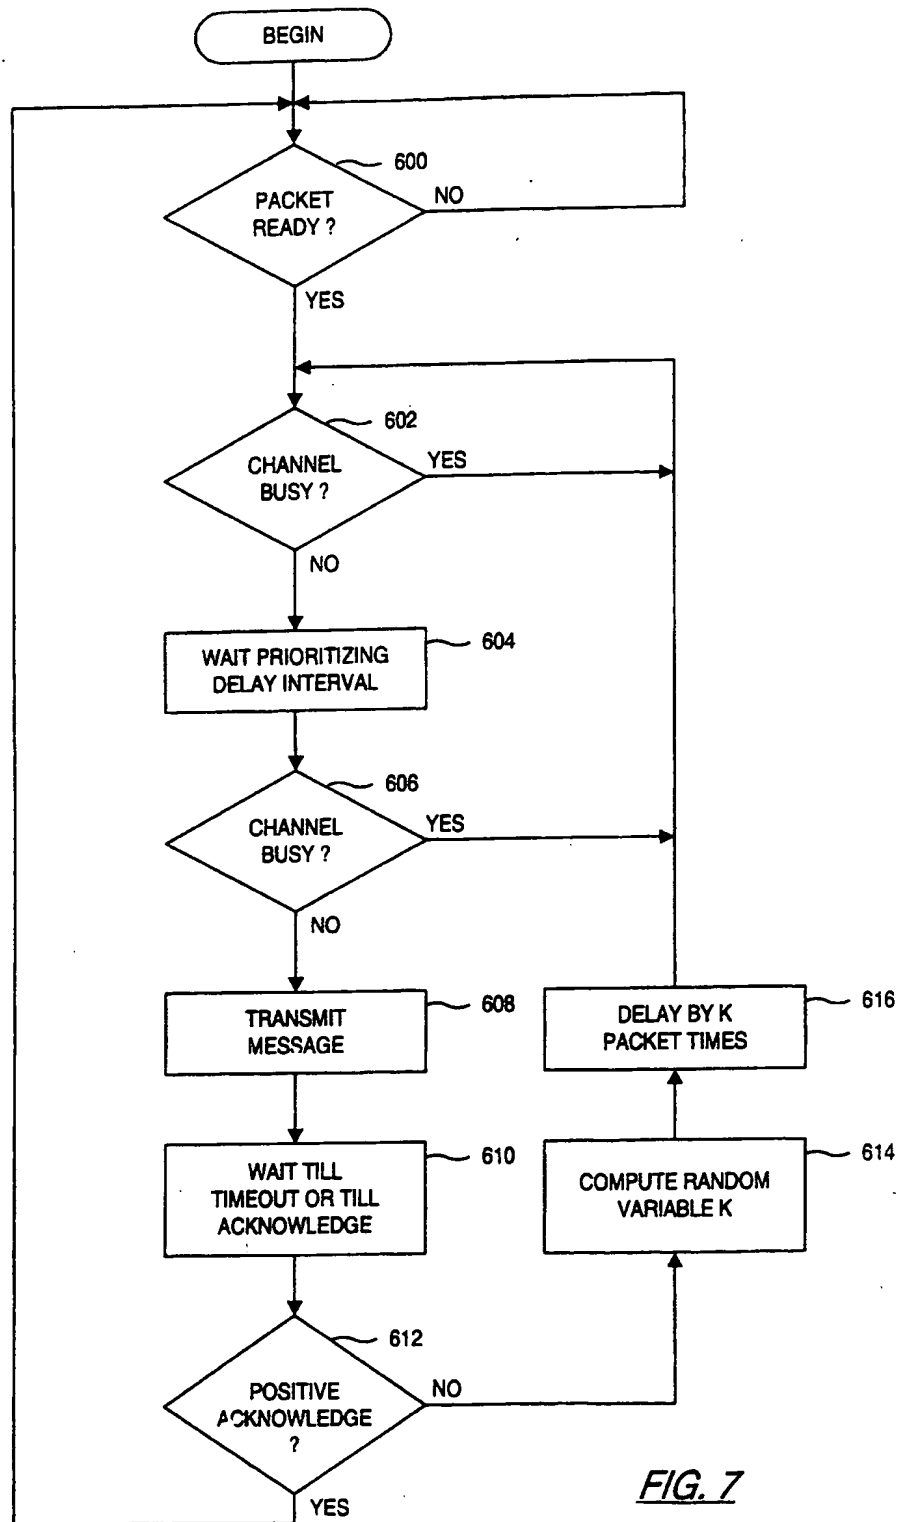 BEGIN
600
PACKET
READY ?
NO
YES
602
CHANNEL
BUSY ?
YES
NO
604
WAIT PRIORITIZING
DELAY INTERVAL
606
CHANNEL
BUSY ?
YES
NO
608
TRANSMIT
MESSAGE
616
DELAY BY K
PACKET TIMES
610
WAIT TILL
TIMEOUT OR TILL
ACKNOWLEDGE
614
COMPUTE RANDOM
VARIABLE K
612
POSITIVE
ACKNOWLEDGE
?
NO
YES
FIG. 7